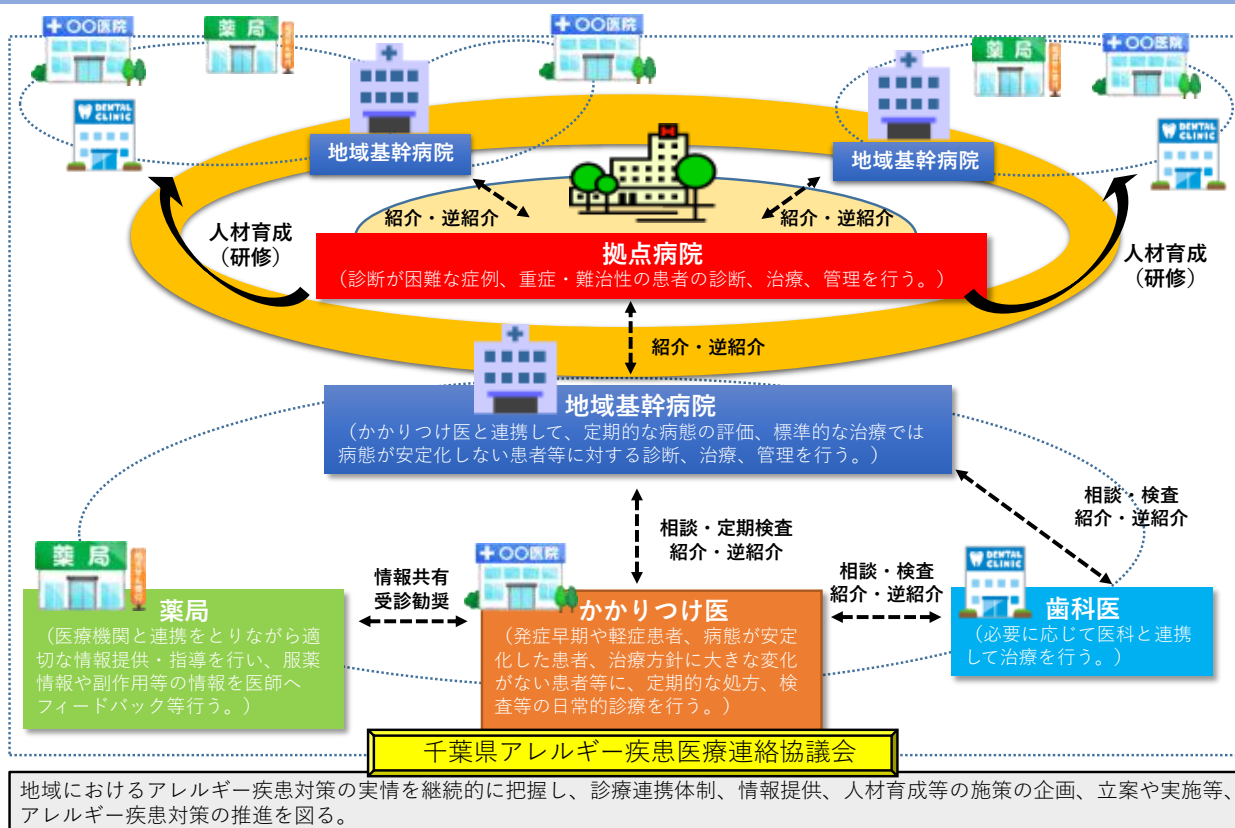 ○○医院
薬局
○○医院
薬局
○○医院
DENTAL
CLINIC
DENTAL
CLINIC
地域基幹病院
地域基幹病院
紹介・逆紹介
紹介・逆紹介
人材育成
（研修）
人材育成
（研修）
拠点病院
（診断が困難な症例、重症・難治性の患者の診断、治療、管理を行う。）
紹介・逆紹介
地域基幹病院
（かかりつけ医と連携して、定期的な病態の評価、標準的な治療では
病態が安定化しない患者等に対する診断、治療、管理を行う。）
相談・検査
紹介・逆紹介
相談・定期検査
紹介・逆紹介
薬局
○○医院
DENTAL
CLINIC
情報共有
受診勧奨
相談・検査
紹介・逆紹介
薬局
（医療機関と連携をとりながら適
切な情報提供・指導を行い、服薬
情報や副作用等の情報を医師へ
フィードバック等行う。）
かかりつけ医
（発症早期や軽症患者、病態が安定
化した患者、治療方針に大きな変化
がない患者等に、定期的な処方、検
査等の日常的診療を行う。）
歯科医
（必要に応じて医科と連携
して治療を行う。）
千葉県アレルギー疾患医療連絡協議会
地域におけるアレルギー疾患対策の実情を継続的に把握し、診療連携体制、情報提供、人材育成等の施策の企画、立案や実施等、
アレルギー疾患対策の推進を図る。